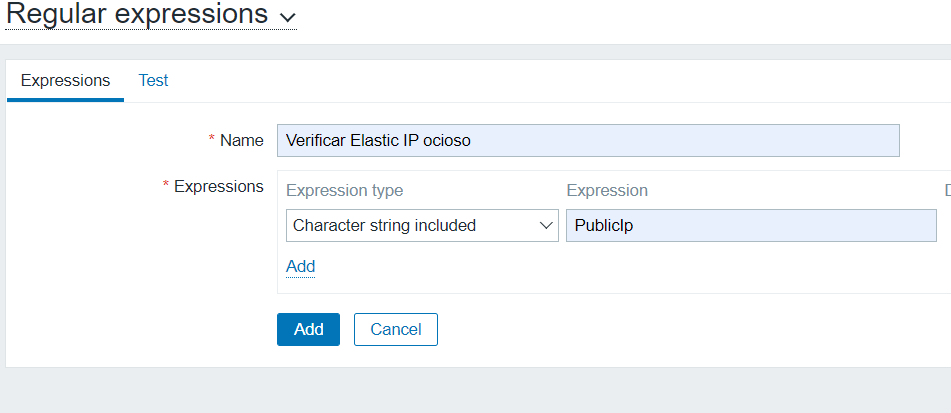 Regular expressions
Expressions Test
* Name Verificar Elastic IP ocioso
* Expressions Expression type Expression
Character string included PublicIp
Add
Add Cancel